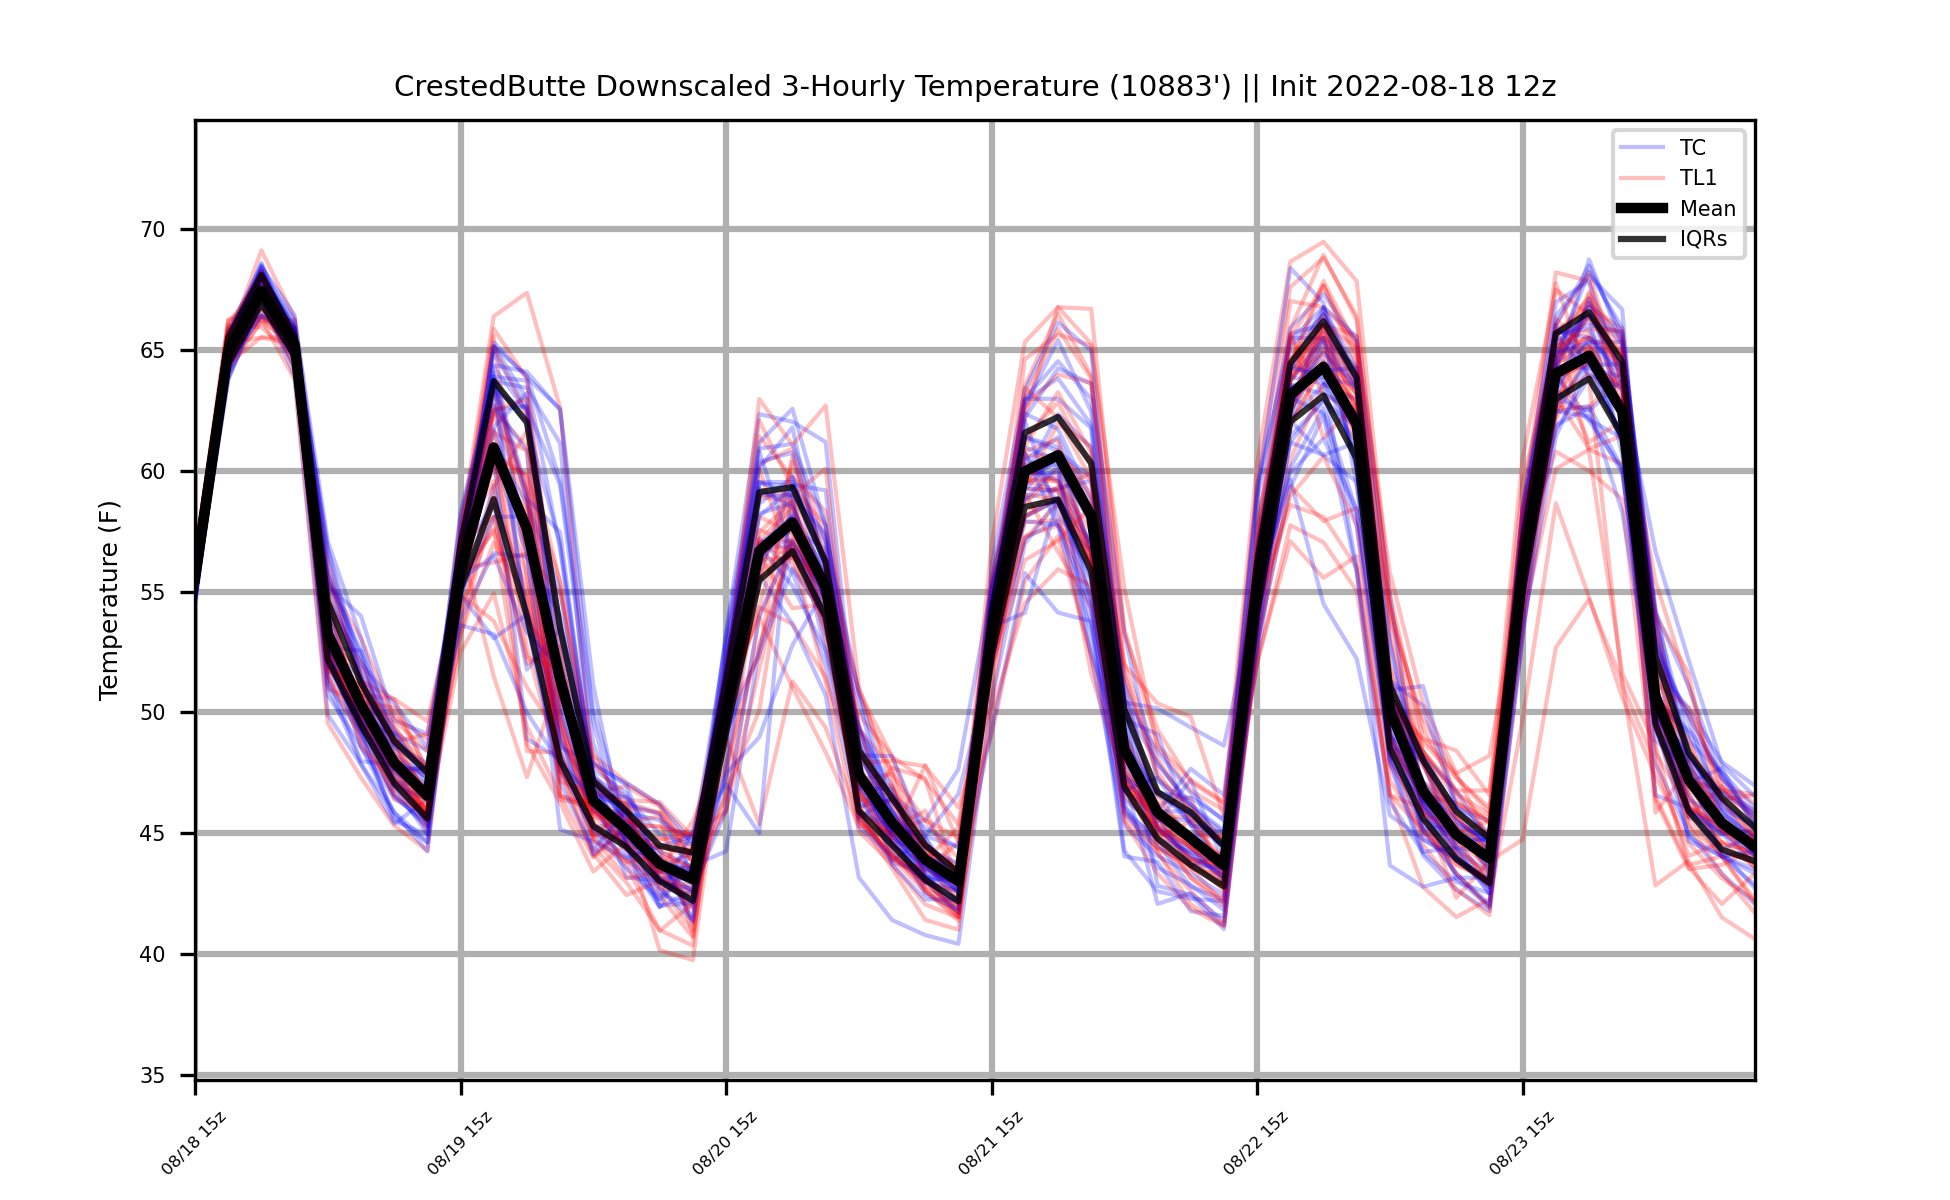 CrestedButte Downscaled 3-Hourly Temperature (10883') || Init 2022-08-18 12z
TC
TL1
Mean
IQRs
Temperature (F)
70
65
60
55
50
45
40
35
08/18 15z
08/19 15z
08/20 15z
08/21 15z
08/22 15z
08/23 15z